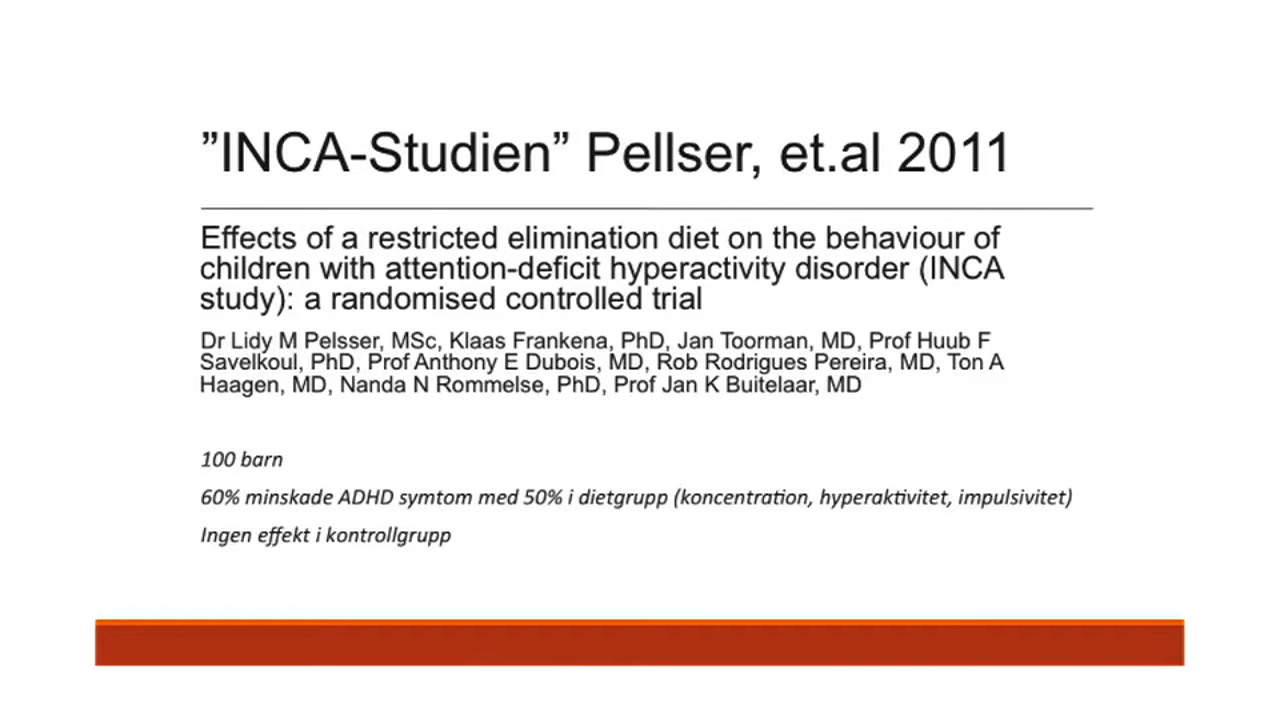 ”INCA-Studien” Pellser, et.al 2011
Effects of a restricted elimination diet on the behaviour of
children with attention-deficit hyperactivity disorder (INCA
study): a randomised controlled trial
Dr Lidy M Pelsser, MSc, Klaas Frankena, PhD, Jan Toorman, MD, Prof Huub F
Savelkoul, PhD, Prof Anthony E Dubois, MD, Rob Rodrigues Pereira, MD, Ton A
Haagen, MD, Nanda N Rommelse, PhD, Prof Jan K Buitelaar, MD
100 barn
60% minskade ADHD symtom med 50% i dietgrupp (koncentration, hyperaktivitet, impulsivitet)
Ingen effekt i kontrollgrupp